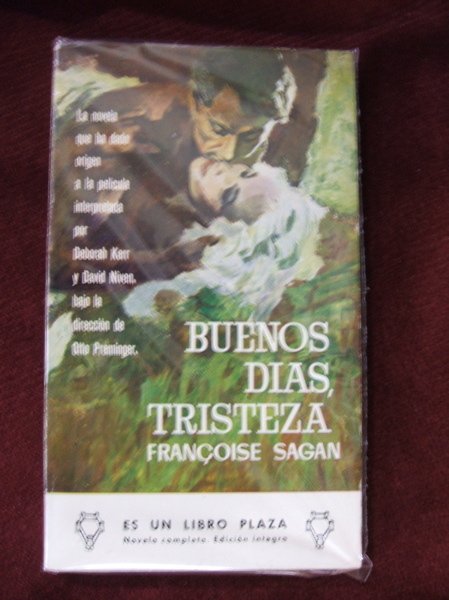 La novela
que ha dado
origen
a la película
interpretada
por
Deborah Kerr
y David Niven,
bajo la
dirección de
Otto Preminger.
BUENOS
DIAS,
TRISTEZA
FRANÇOISE SAGAN
ES UN LIBRO PLAZA
Novela completa. Edición íntegra